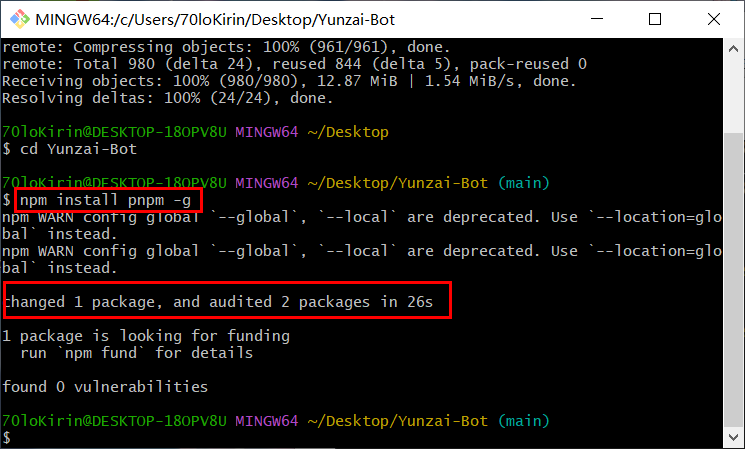 MINGW64:/c/Users/70loKirin/Desktop/Yunzai-Bot
remote: Compressing objects: 100% (961/961), done.
remote: Total 980 (delta 24), reused 844 (delta 5), pack-reused 0
Receiving objects: 100% (980/980), 12.87 MiB | 1.54 MiB/s, done.
Resolving deltas: 100% (24/24), done.
70loKirin@DESKTOP-18OPV8U MINGW64 ~/Desktop
$ cd Yunzai-Bot
70loKirin@DESKTOP-18OPV8U MINGW64 ~/Desktop/Yunzai-Bot (main)
$ npm install pnpm -g
npm WARN config global `--global`, `--local` are deprecated. Use `--location=glo
bal` instead.
npm WARN config global `--global`, `--local` are deprecated. Use `--location=glo
bal` instead.
changed 1 package, and audited 2 packages in 26s
1 package is looking for funding
run `npm fund` for details
found 0 vulnerabilities
70loKirin@DESKTOP-18OPV8U MINGW64 ~/Desktop/Yunzai-Bot (main)
$